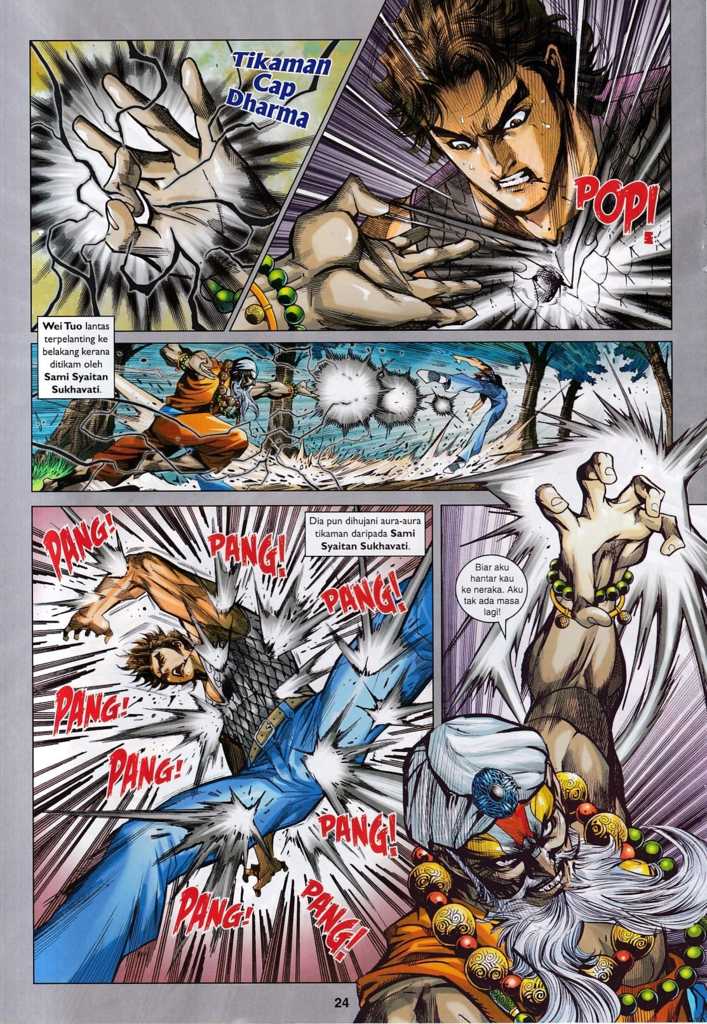 Tikaman
Cap
Dharma
POP!
Wei Tuo lantas
terpelanting ke
belakang kerana
ditikam oleh
Sami Syaitan
Sukhavati.
Dia pun dihujani aura-aura
tikaman daripada Sami
Syaitan Sukhavati.
PANG!
PANG!
PANG!
PANG!
PANG!
PANG!
PANG!
PANG!
Biar aku
hantar kau
ke neraka. Aku
tak ada masa
lagi!
24